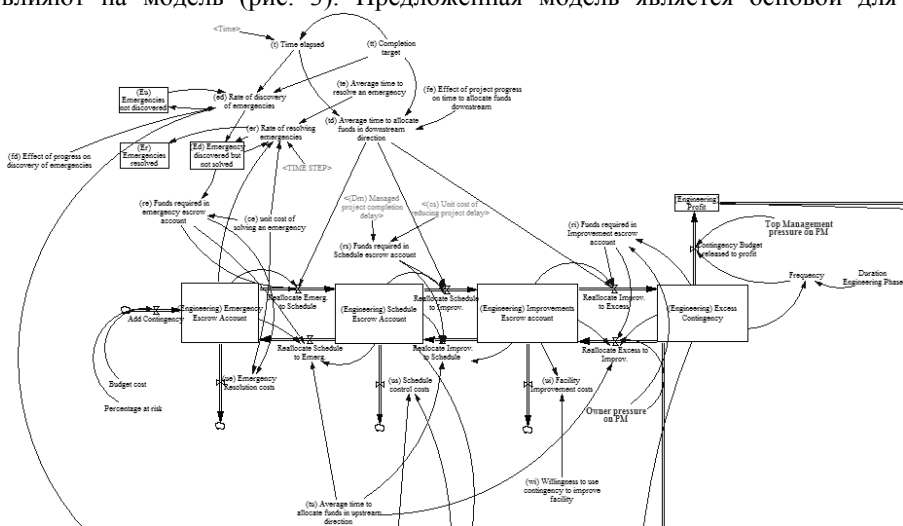 влияют на модель (рис. 3). Предложенная модель является основой для
<Time>
(t) Time elapsed
(tt) Completion
target
(Eu)
Emergencies
not discovered
(ed) Rate of discovery
of emergencies
(te) Average time to
resolve an emergency
(fe) Effect of project progress
on time to allocate funds
downstream
(td) Average time to allocate
funds in downstream
direction
(er) Rate of resolving
emergencies
(Er)
Emergencies
resolved
(Ed) Emergency
discovered but
not solved
(fd) Effect of progress on
discovery of emergencies
<TIME STEP>
(re) Funds required in
emergency escrow
account
(ce) unit cost of
solving an emergency
<(Dm) Managed
project completion
delay>
<(cs) Unit cost of
reducing project delay>
(rs) Funds required in
Schedule escrow account
(ri) Funds required in
Improvement escrow
account
(Engineering)
Profit
Top Management
pressure on PM
Contingency Budget
released to profit
Frequency
Duration
Engineering Phase
Add Contingency
(Engineering) Emergency
Escrow Account
Reallocate Emerg.
to Schedule
(Engineering) Schedule
Escrow Account
Reallocate Schedule
to Improv.
(Engineering) Improvements
Escrow account
Reallocate Improv.
to Excess
(Engineering) Excess
Contingency
Reallocate Schedule
to Emerg.
Reallocate Improv.
to Schedule
Reallocate Excess to
Improv.
Budget cost
Percentage at risk
(ue) Emergency
Resolution costs
(us) Schedule
control costs
(ui) Facility
Improvement costs
Owner pressure
on PM
(tu) Average time to
allocate funds in upstream
direction
(wi) Willingness to use
contingency to improve
facility